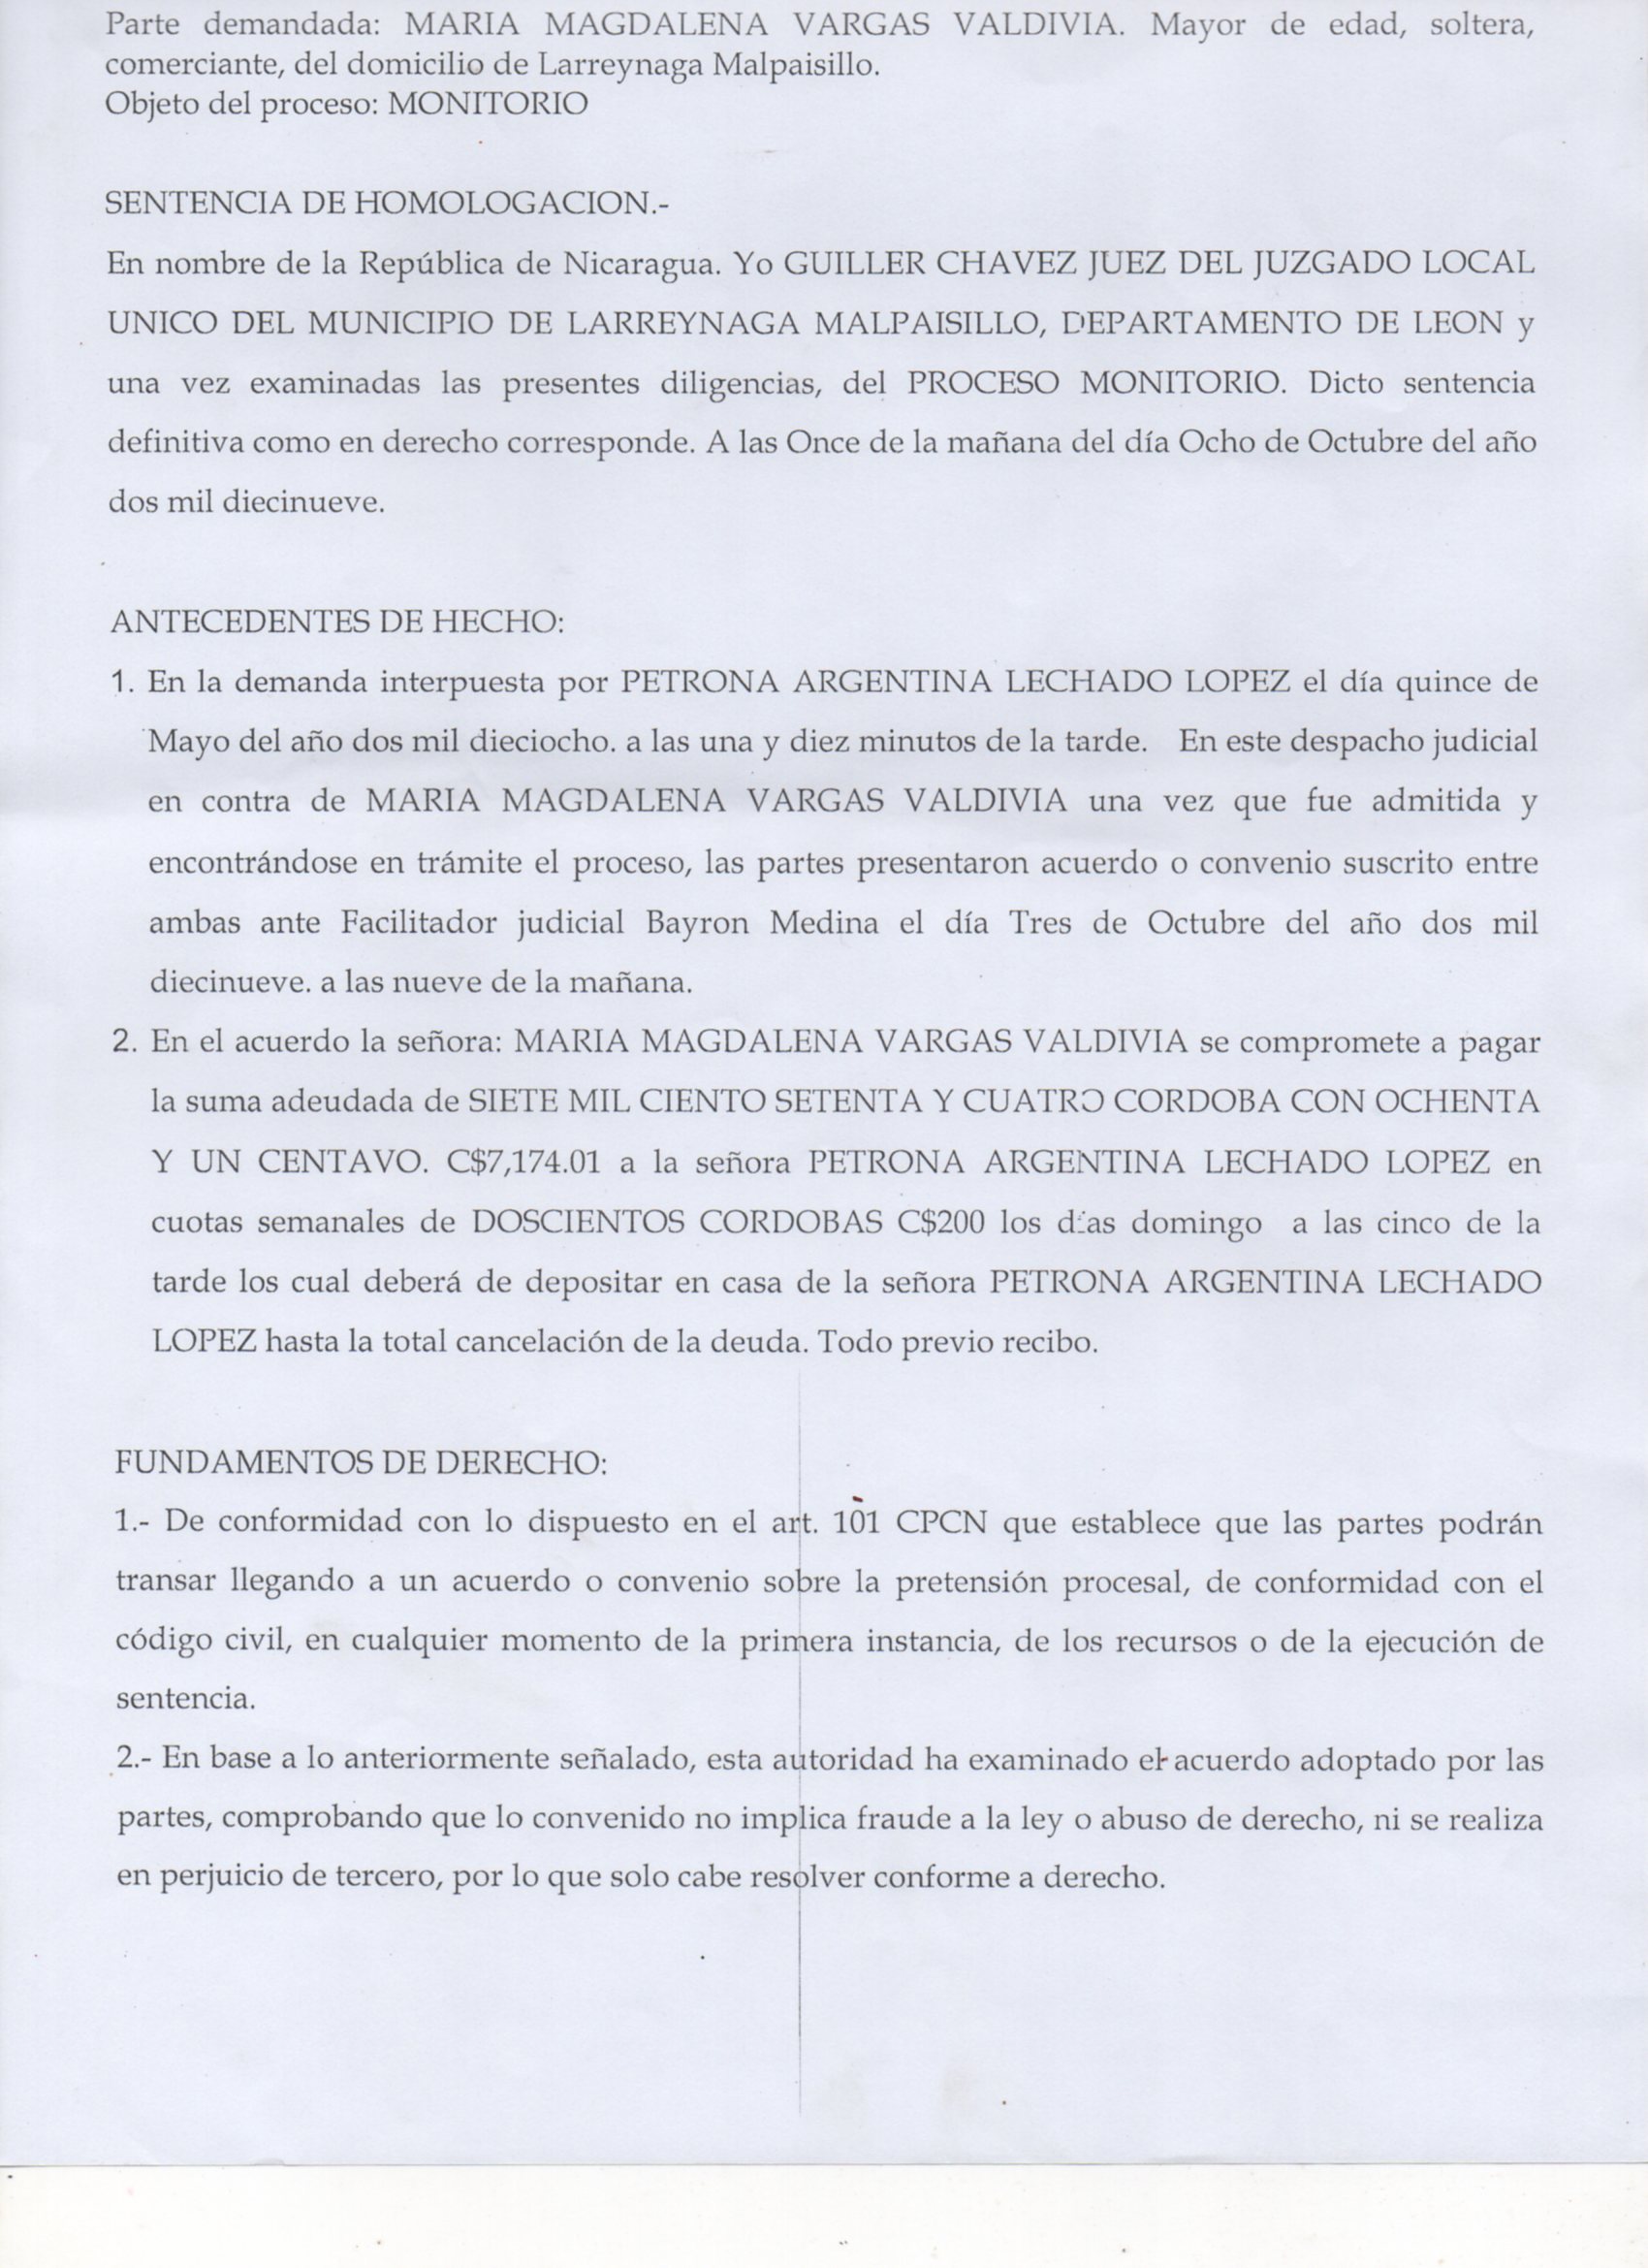 Parte demandada: MARIA MAGDALENA VARGAS VALDIVIA. Mayor de edad, soltera,
comerciante, del domicilio de Larreynaga Malpaisillo.
Objeto del proceso: MONITORIO
SENTENCIA DE HOMOLOGACION.-
En nombre de la República de Nicaragua. Yo GUILLER CHAVEZ JUEZ DEL JUZGADO LOCAL
UNICO DEL MUNICIPIO DE LARREYNAGA MALPAISILLO, DEPARTAMENTO DE LEON y
una vez examinadas las presentes diligencias, del PROCESO MONITORIO. Dicto sentencia
definitiva como en derecho corresponde. A las Once de la mañana del día Ocho de Octubre del año
dos mil diecinueve.
ANTECEDENTES DE HECHO:
1. En la demanda interpuesta por PETRONA ARGENTINA LECHADO LOPEZ el día quince de
Mayo del año dos mil dieciocho. a las una y diez minutos de la tarde. En este despacho judicial
en contra de MARIA MAGDALENA VARGAS VALDIVIA una vez que fue admitida y
encontrándose en trámite el proceso, las partes presentaron acuerdo o convenio suscrito entre
ambas ante Facilitador judicial Bayron Medina el día Tres de Octubre del año dos mil
diecinueve. a las nueve de la mañana.
2. En el acuerdo la señora: MARIA MAGDALENA VARGAS VALDIVIA se compromete a pagar
la suma adeudada de SIETE MIL CIENTO SETENTA Y CUATRO CORDOBA CON OCHENTA
Y UN CENTAVO. C$7,174.01 a la señora PETRONA ARGENTINA LECHADO LOPEZ en
cuotas semanales de DOSCIENTOS CORDOBAS C$200 los días domingo a las cinco de la
tarde los cual deberá de depositar en casa de la señora PETRONA ARGENTINA LECHADO
LOPEZ hasta la total cancelación de la deuda. Todo previo recibo.
FUNDAMENTOS DE DERECHO:
1.- De conformidad con lo dispuesto en el art. 101 CPCN que establece que las partes podrán
transar llegando a un acuerdo o convenio sobre la pretensión procesal, de conformidad con el
código civil, en cualquier momento de la primera instancia, de los recursos o de la ejecución de
sentencia.
2.- En base a lo anteriormente señalado, esta autoridad ha examinado el acuerdo adoptado por las
partes, comprobando que lo convenido no implica fraude a la ley o abuso de derecho, ni se realiza
en perjuicio de tercero, por lo que solo cabe resolver conforme a derecho.